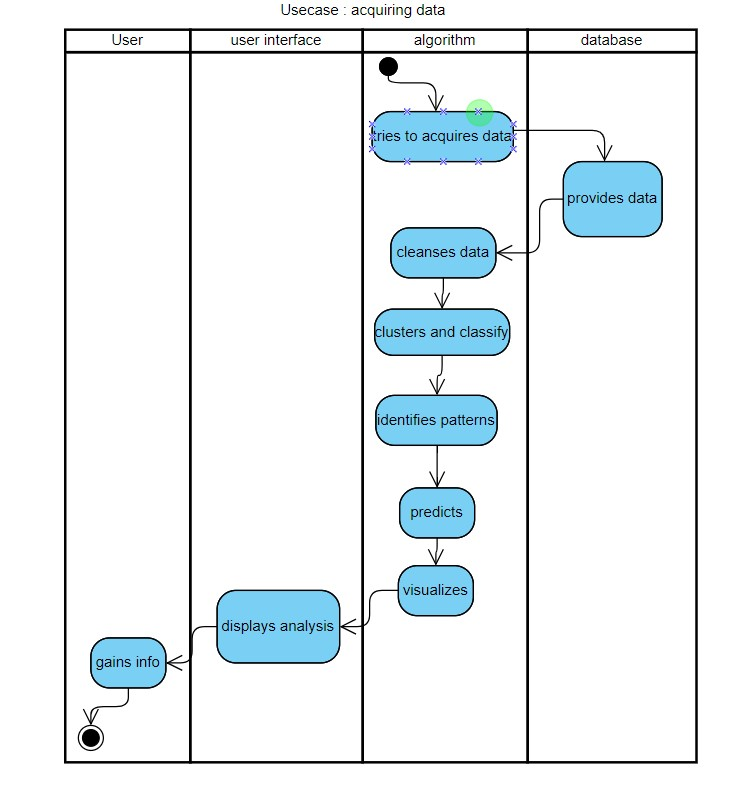 Usecase : acquiring data
User
user interface
algorithm
database
tries to acquires data
provides data
cleanses data
clusters and classify
identifies patterns
predicts
visualizes
displays analysis
gains info